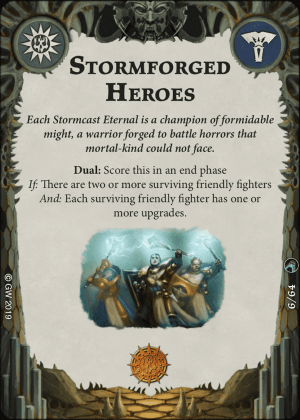 STORMFORGED
HEROES
Each Stormcast Eternal is a champion of formidable
might, a warrior forged to battle horrors that
mortal-kind could not face.
Dual: Score this in an end phase
If: There are two or more surviving friendly fighters
And: Each surviving friendly fighter has one or
more upgrades.
© GW 2019
6/64